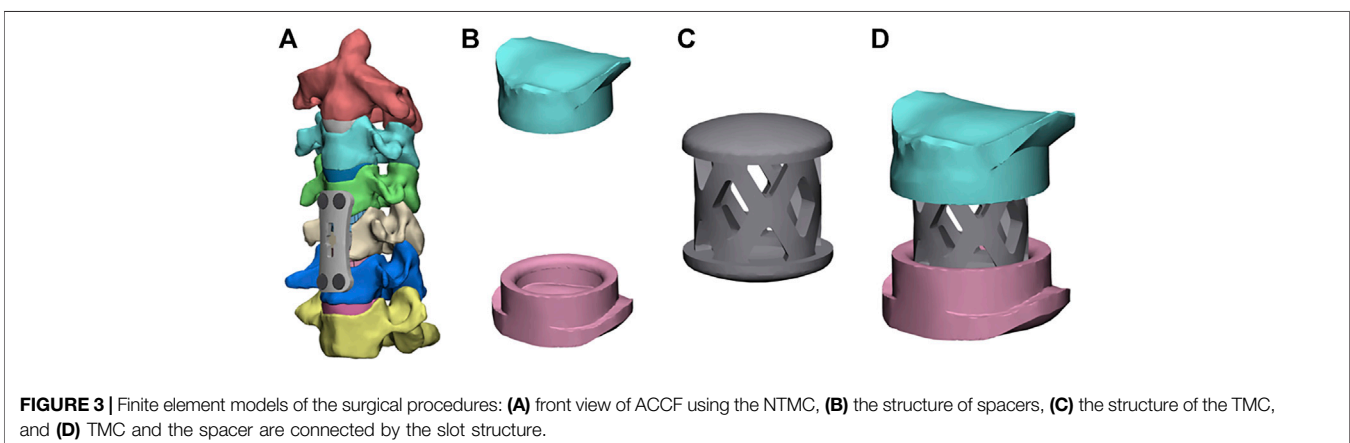 A B C D
FIGURE 3 | Finite element models of the surgical procedures: (A) front view of ACCF using the NTMC, (B) the structure of spacers, (C) the structure of the TMC,
and (D) TMC and the spacer are connected by the slot structure.